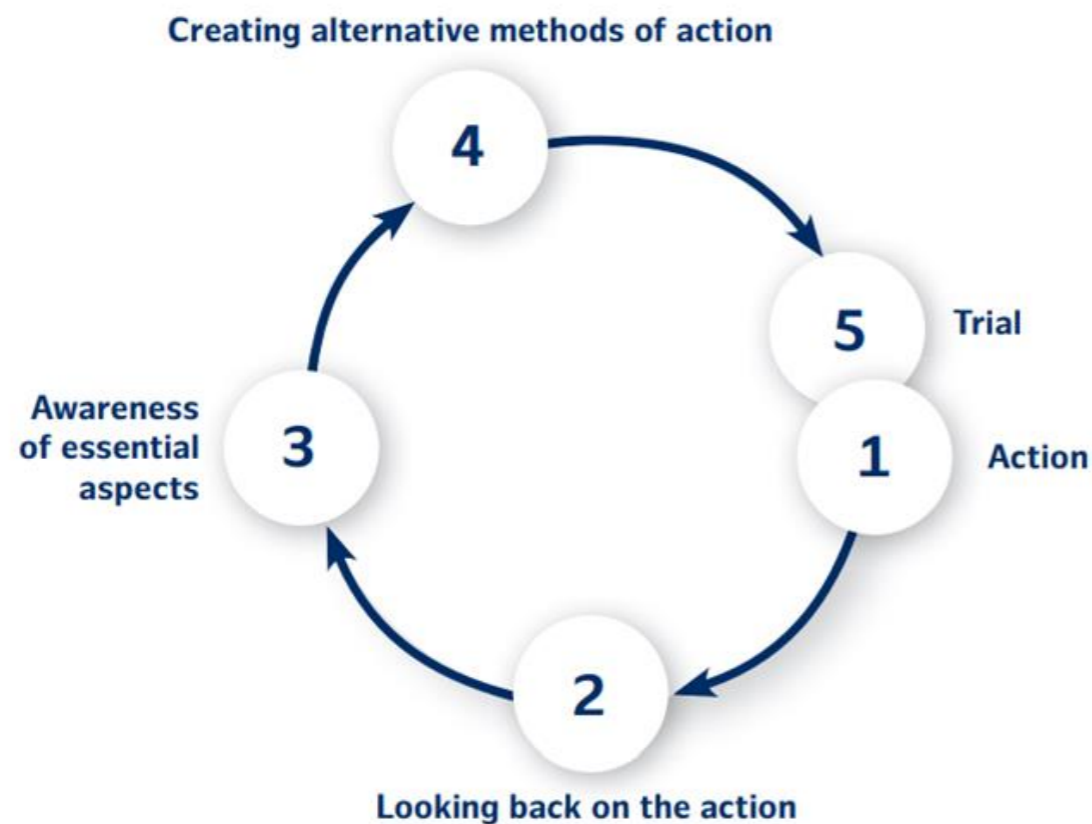 Creating alternative methods of action
4
5
Trial
Awareness
of essential
aspects
3
1
Action
2
Looking back on the action